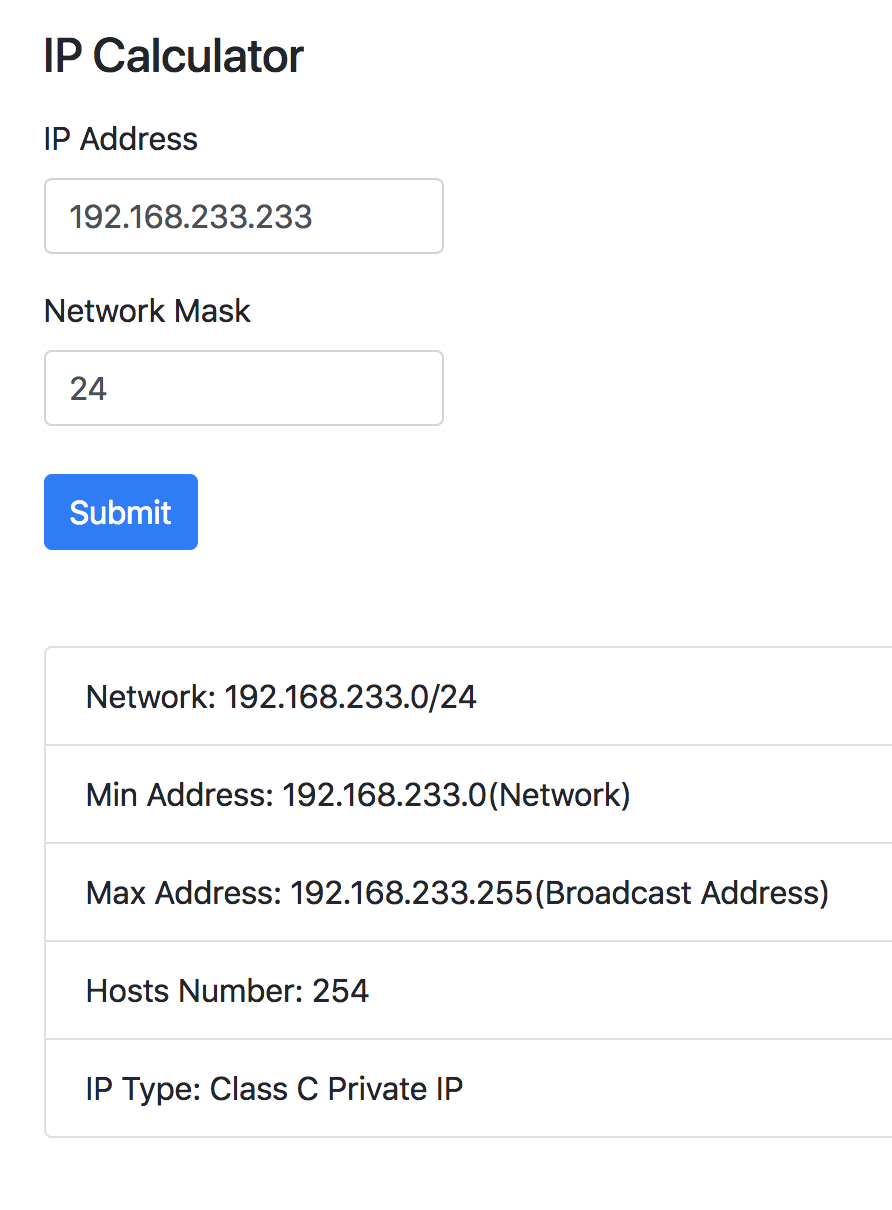 IP Calculator
IP Address
192.168.233.233
Network Mask
24
Submit
Network: 192.168.233.0/24
Min Address: 192.168.233.0(Network)
Max Address: 192.168.233.255(Broadcast Address)
Hosts Number: 254
IP Type: Class C Private IP